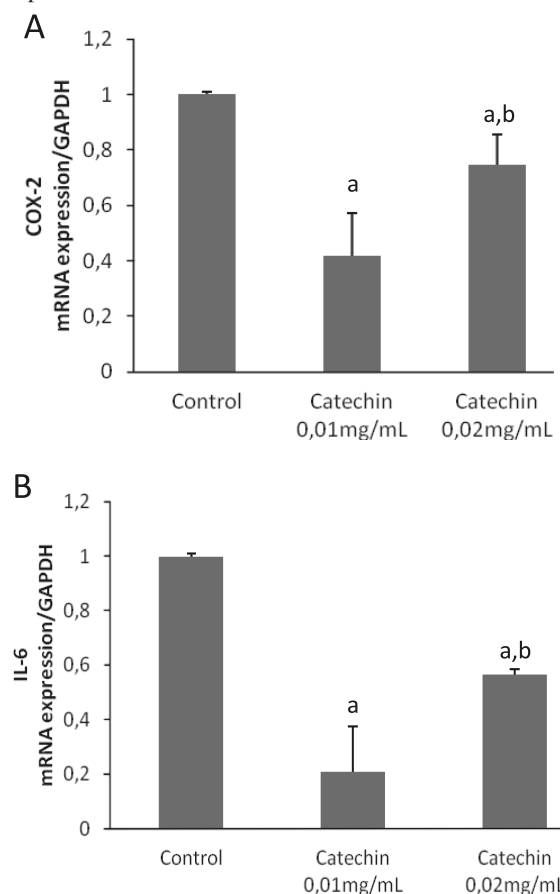 A
1,2
1
0,8
0,6
0,4
0,2
0
COX-2
mRNA expression/GAPDH
a
a,b
Control
Catechin
0,01mg/mL
Catechin
0,02mg/mL
B
1,2
1
0,8
0,6
0,4
0,2
0
IL-6
mRNA expression/GAPDH
a
a,b
Control
Catechin
0,01mg/mL
Catechin
0,02mg/mL